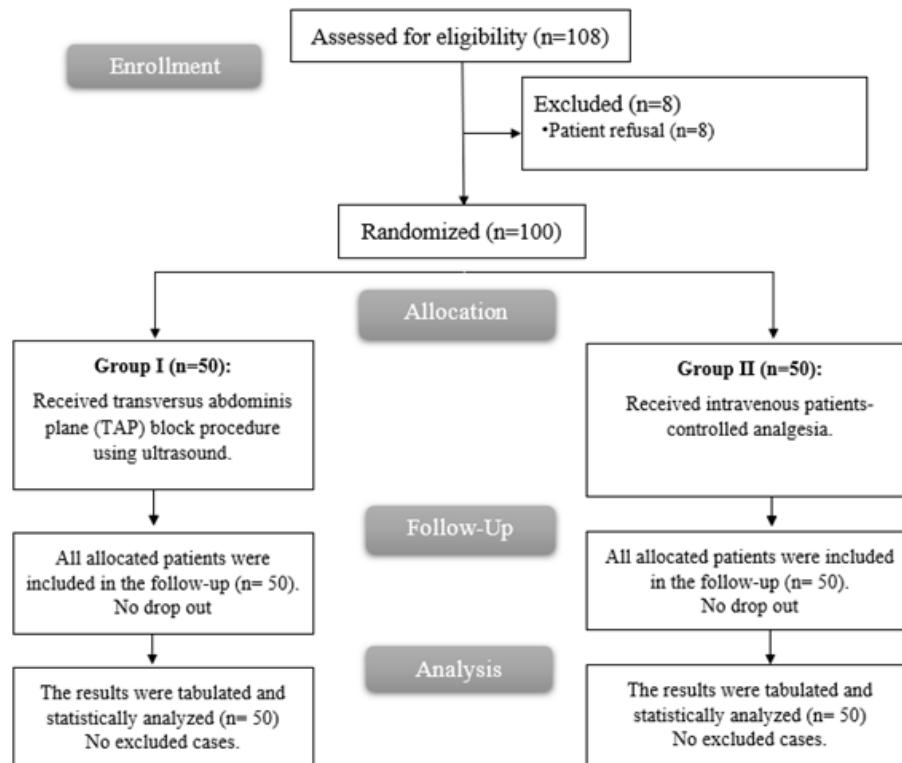 Assessed for eligibility (n=108)
Enrollment
Excluded (n=8)
•Patient refusal (n=8)
Randomized (n=100)
Allocation
Group I (n=50):
Received transversus abdominis
plane (TAP) block procedure
using ultrasound.
Group II (n=50):
Received intravenous patients-
controlled analgesia.
Follow-Up
All allocated patients were
included in the follow-up (n= 50).
No drop out
All allocated patients were included
in the follow-up (n= 50).
No drop out
Analysis
The results were tabulated and
statistically analyzed (n= 50)
No excluded cases.
The results were tabulated and
statistically analyzed (n= 50)
No excluded cases.